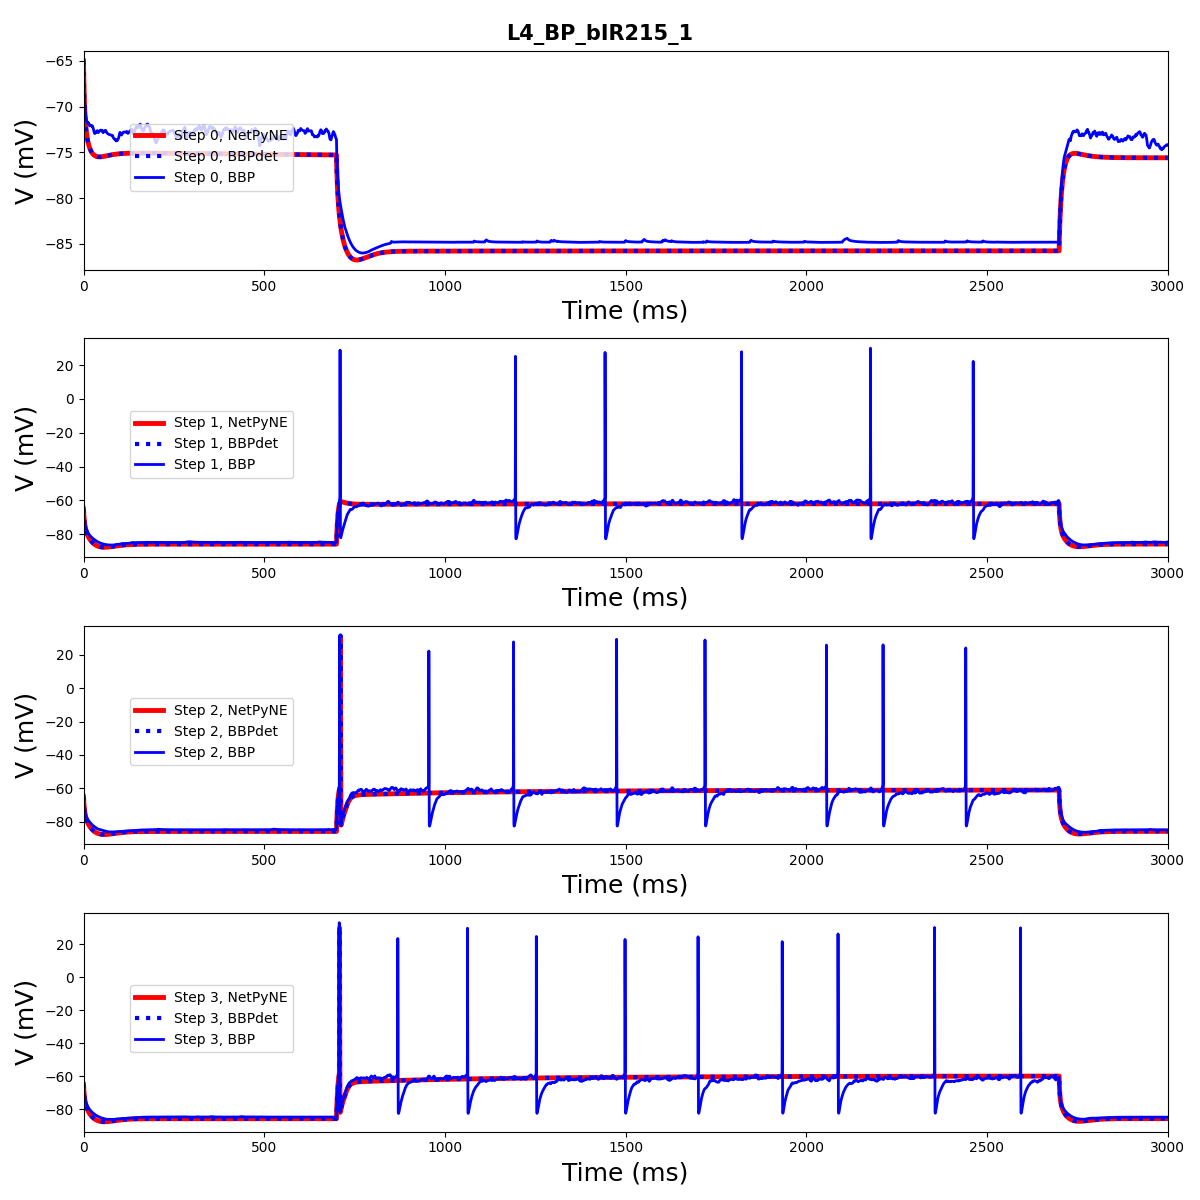 L4_BP_bIR215_1
−65
−70
−75
−80
−85
V (mV)
Step 0, NetPyNE
Step 0, BBPdet
Step 0, BBP
0 500 1000 1500 2000 2500 3000
Time (ms)
20
0
−20
−40
−60
−80
V (mV)
Step 1, NetPyNE
Step 1, BBPdet
Step 1, BBP
0 500 1000 1500 2000 2500 3000
Time (ms)
20
0
−20
−40
−60
−80
V (mV)
Step 2, NetPyNE
Step 2, BBPdet
Step 2, BBP
0 500 1000 1500 2000 2500 3000
Time (ms)
20
0
−20
−40
−60
−80
V (mV)
Step 3, NetPyNE
Step 3, BBPdet
Step 3, BBP
0 500 1000 1500 2000 2500 3000
Time (ms)